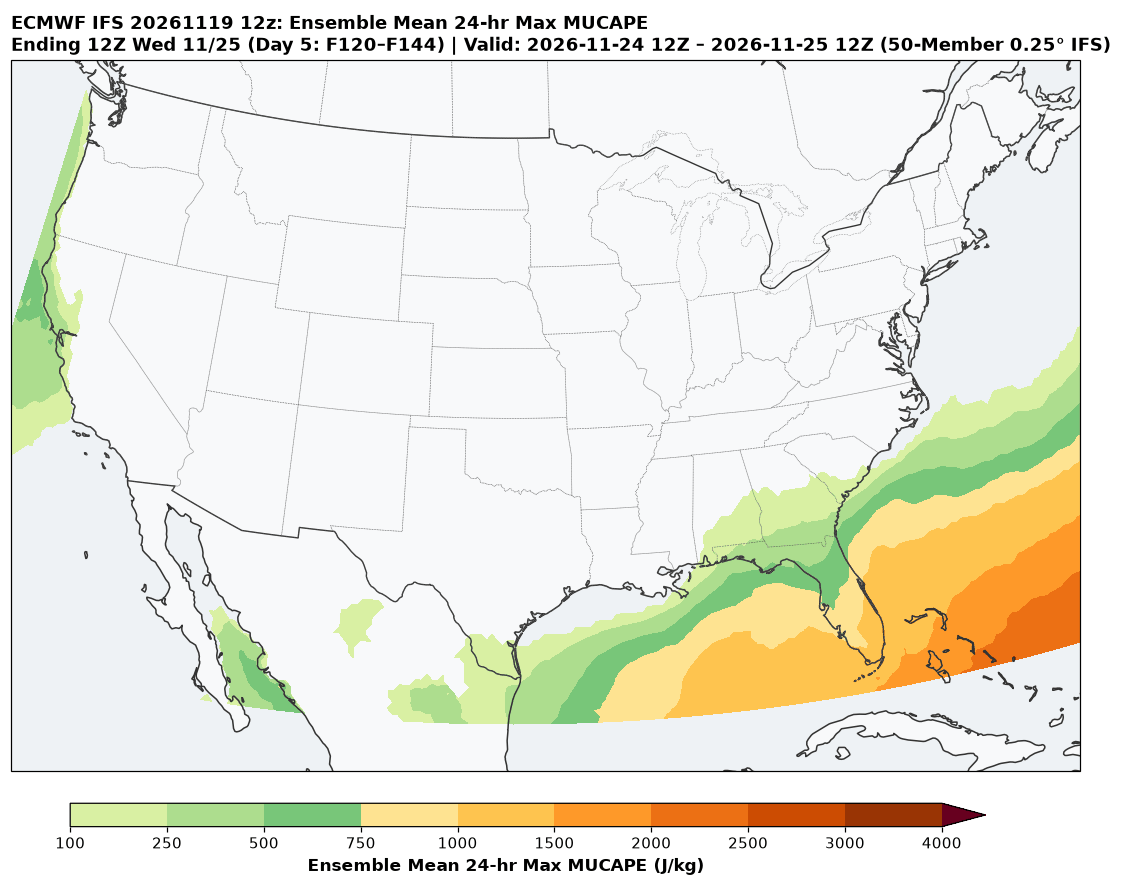 ECMWF IFS 20261119 12z: Ensemble Mean 24-hr Max MUCAPE
Ending 12Z Wed 11/25 (Day 5: F120–F144) | Valid: 2026-11-24 12Z – 2026-11-25 12Z (50-Member 0.25° IFS)
100 250 500 750 1000 1500 2000 2500 3000 4000
Ensemble Mean 24-hr Max MUCAPE (J/kg)